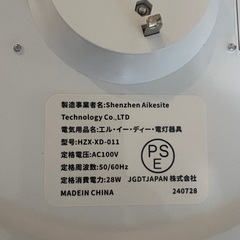 製造事業者名:Shenzhen Aikesite
Technology Co.,LTD
電気用品名:エル・イー・ディー・電灯器具
型号:HZX-XD-011
定格電圧:AC100V
定格周波数:50/60Hz
定格消費電力:28W
PSE
JGDTJAPAN 株式会社
MADEIN CHINA
240728